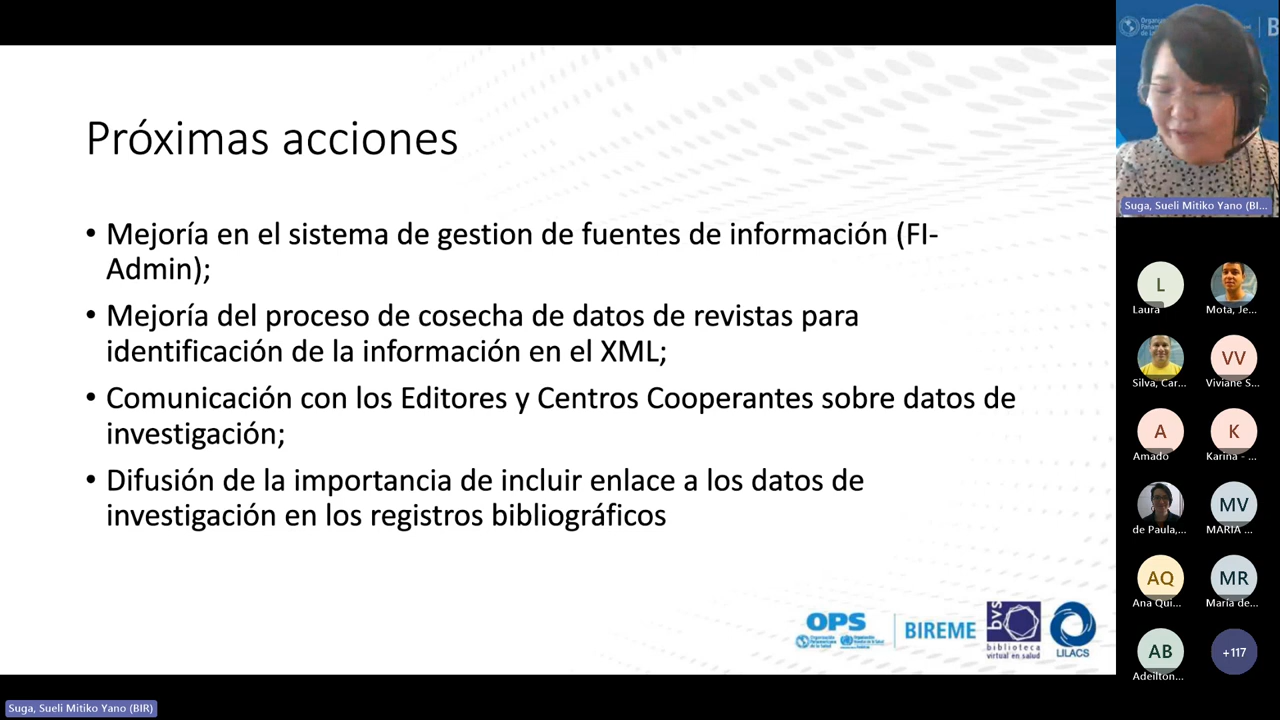 Próximas acciones
• Mejoría en el sistema de gestion de fuentes de información (FI-
Admin);
• Mejoría del proceso de cosecha de datos de revistas para
identificación de la información en el XML;
• Comunicación con los Editores y Centros Cooperantes sobre datos de
investigación;
• Difusión de la importancia de incluir enlace a los datos de
investigación en los registros bibliográficos
OPS
BIREME
bvs
biblioteca
virtual en salud
LILACS
Suga, Sueli Mitiko Yano (BI...
L
Laura
Mota, Je...
Silva, Car...
VV
Viviane S...
A
Amado
K
Karina - ...
de Paula,...
MV
MARIA ...
AQ
Ana Qui...
MR
María de...
AB
Adeilton...
+117
Suga, Sueli Mitiko Yano (BIR)